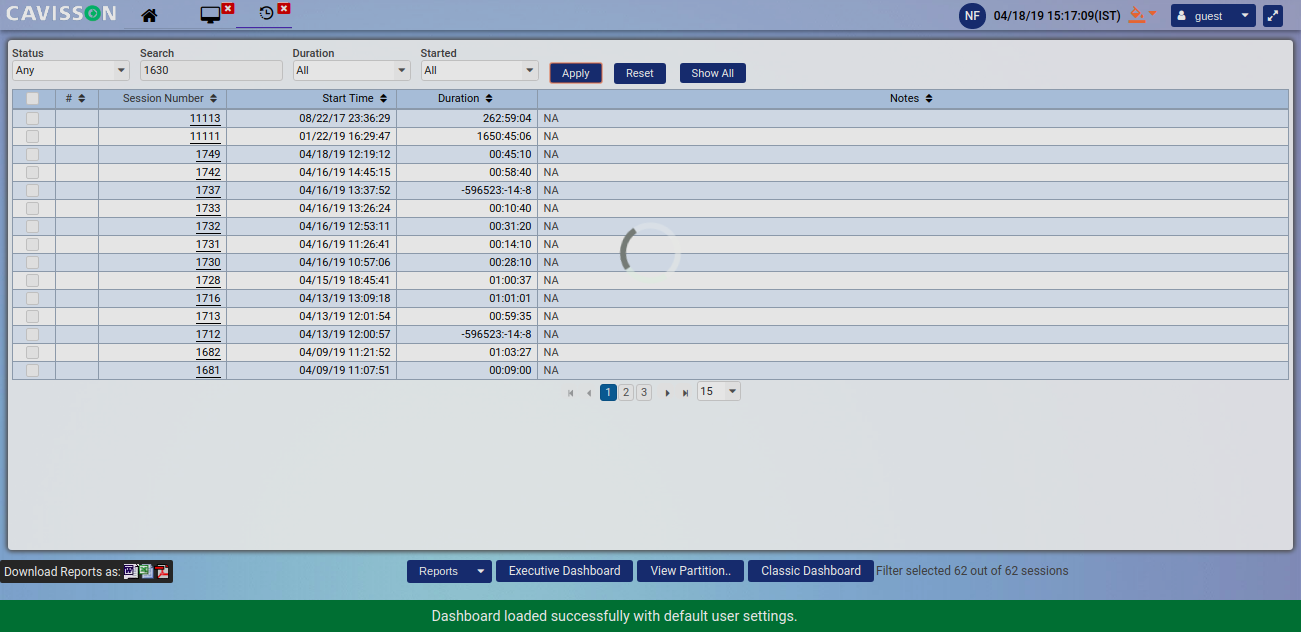 CAVISSON
NF 04/18/19 15:17:09(IST) guest
Status Search Duration Started
Any 1630 All All Apply Reset Show All
# Session Number Start Time Duration Notes
11113 08/22/17 23:36:29 262:59:04 NA
11111 01/22/19 16:29:47 1650:45:06 NA
1749 04/18/19 12:19:12 00:45:10 NA
1742 04/16/19 14:45:15 00:58:40 NA
1737 04/16/19 13:37:52 -596523:-14:-8 NA
1733 04/16/19 13:26:24 00:10:40 NA
1732 04/16/19 12:53:11 00:31:20 NA
1731 04/16/19 11:26:41 00:14:10 NA
1730 04/16/19 10:57:06 00:28:10 NA
1728 04/15/19 18:45:41 01:00:37 NA
1716 04/13/19 13:09:18 01:01:01 NA
1713 04/13/19 12:01:54 00:59:35 NA
1712 04/13/19 12:00:57 -596523:-14:-8 NA
1682 04/09/19 11:21:52 01:03:27 NA
1681 04/09/19 11:07:51 00:09:00 NA
1 2 3 15
Download Reports as: Reports Executive Dashboard View Partition.. Classic Dashboard Filter selected 62 out of 62 sessions
Dashboard loaded successfully with default user settings.